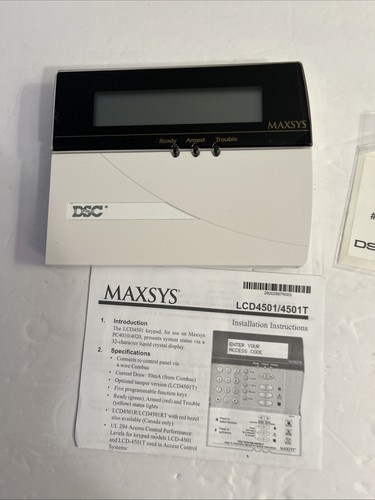 MAXSYS
Ready Armed Trouble
DSC®
DS
MAXSYS®
LCD4501/4501T
Installation Instructions
1. Introduction
The LCD4501 keypad, for use on Maxsys
PC4010/4020, presents system status via a
32-character liquid crystal display.
2. Specifications
• Connects to control panel via
4-wire Combus
• Current Draw: 50mA (from Combus)
• Optional tamper version (LCD4501T)
• Five programmable function keys
• Ready (green), Armed (red) and Trouble
(yellow) status lights
• LCD4501R/LCD4501RT with red bezel
also available (Canada only)
• UL 294 Access Control Performance
Levels for keypad models LCD-4501
and LCD-4501T used in Access Control
Systems:
ENTER YOUR
ACCESS CODE
MAXSYS